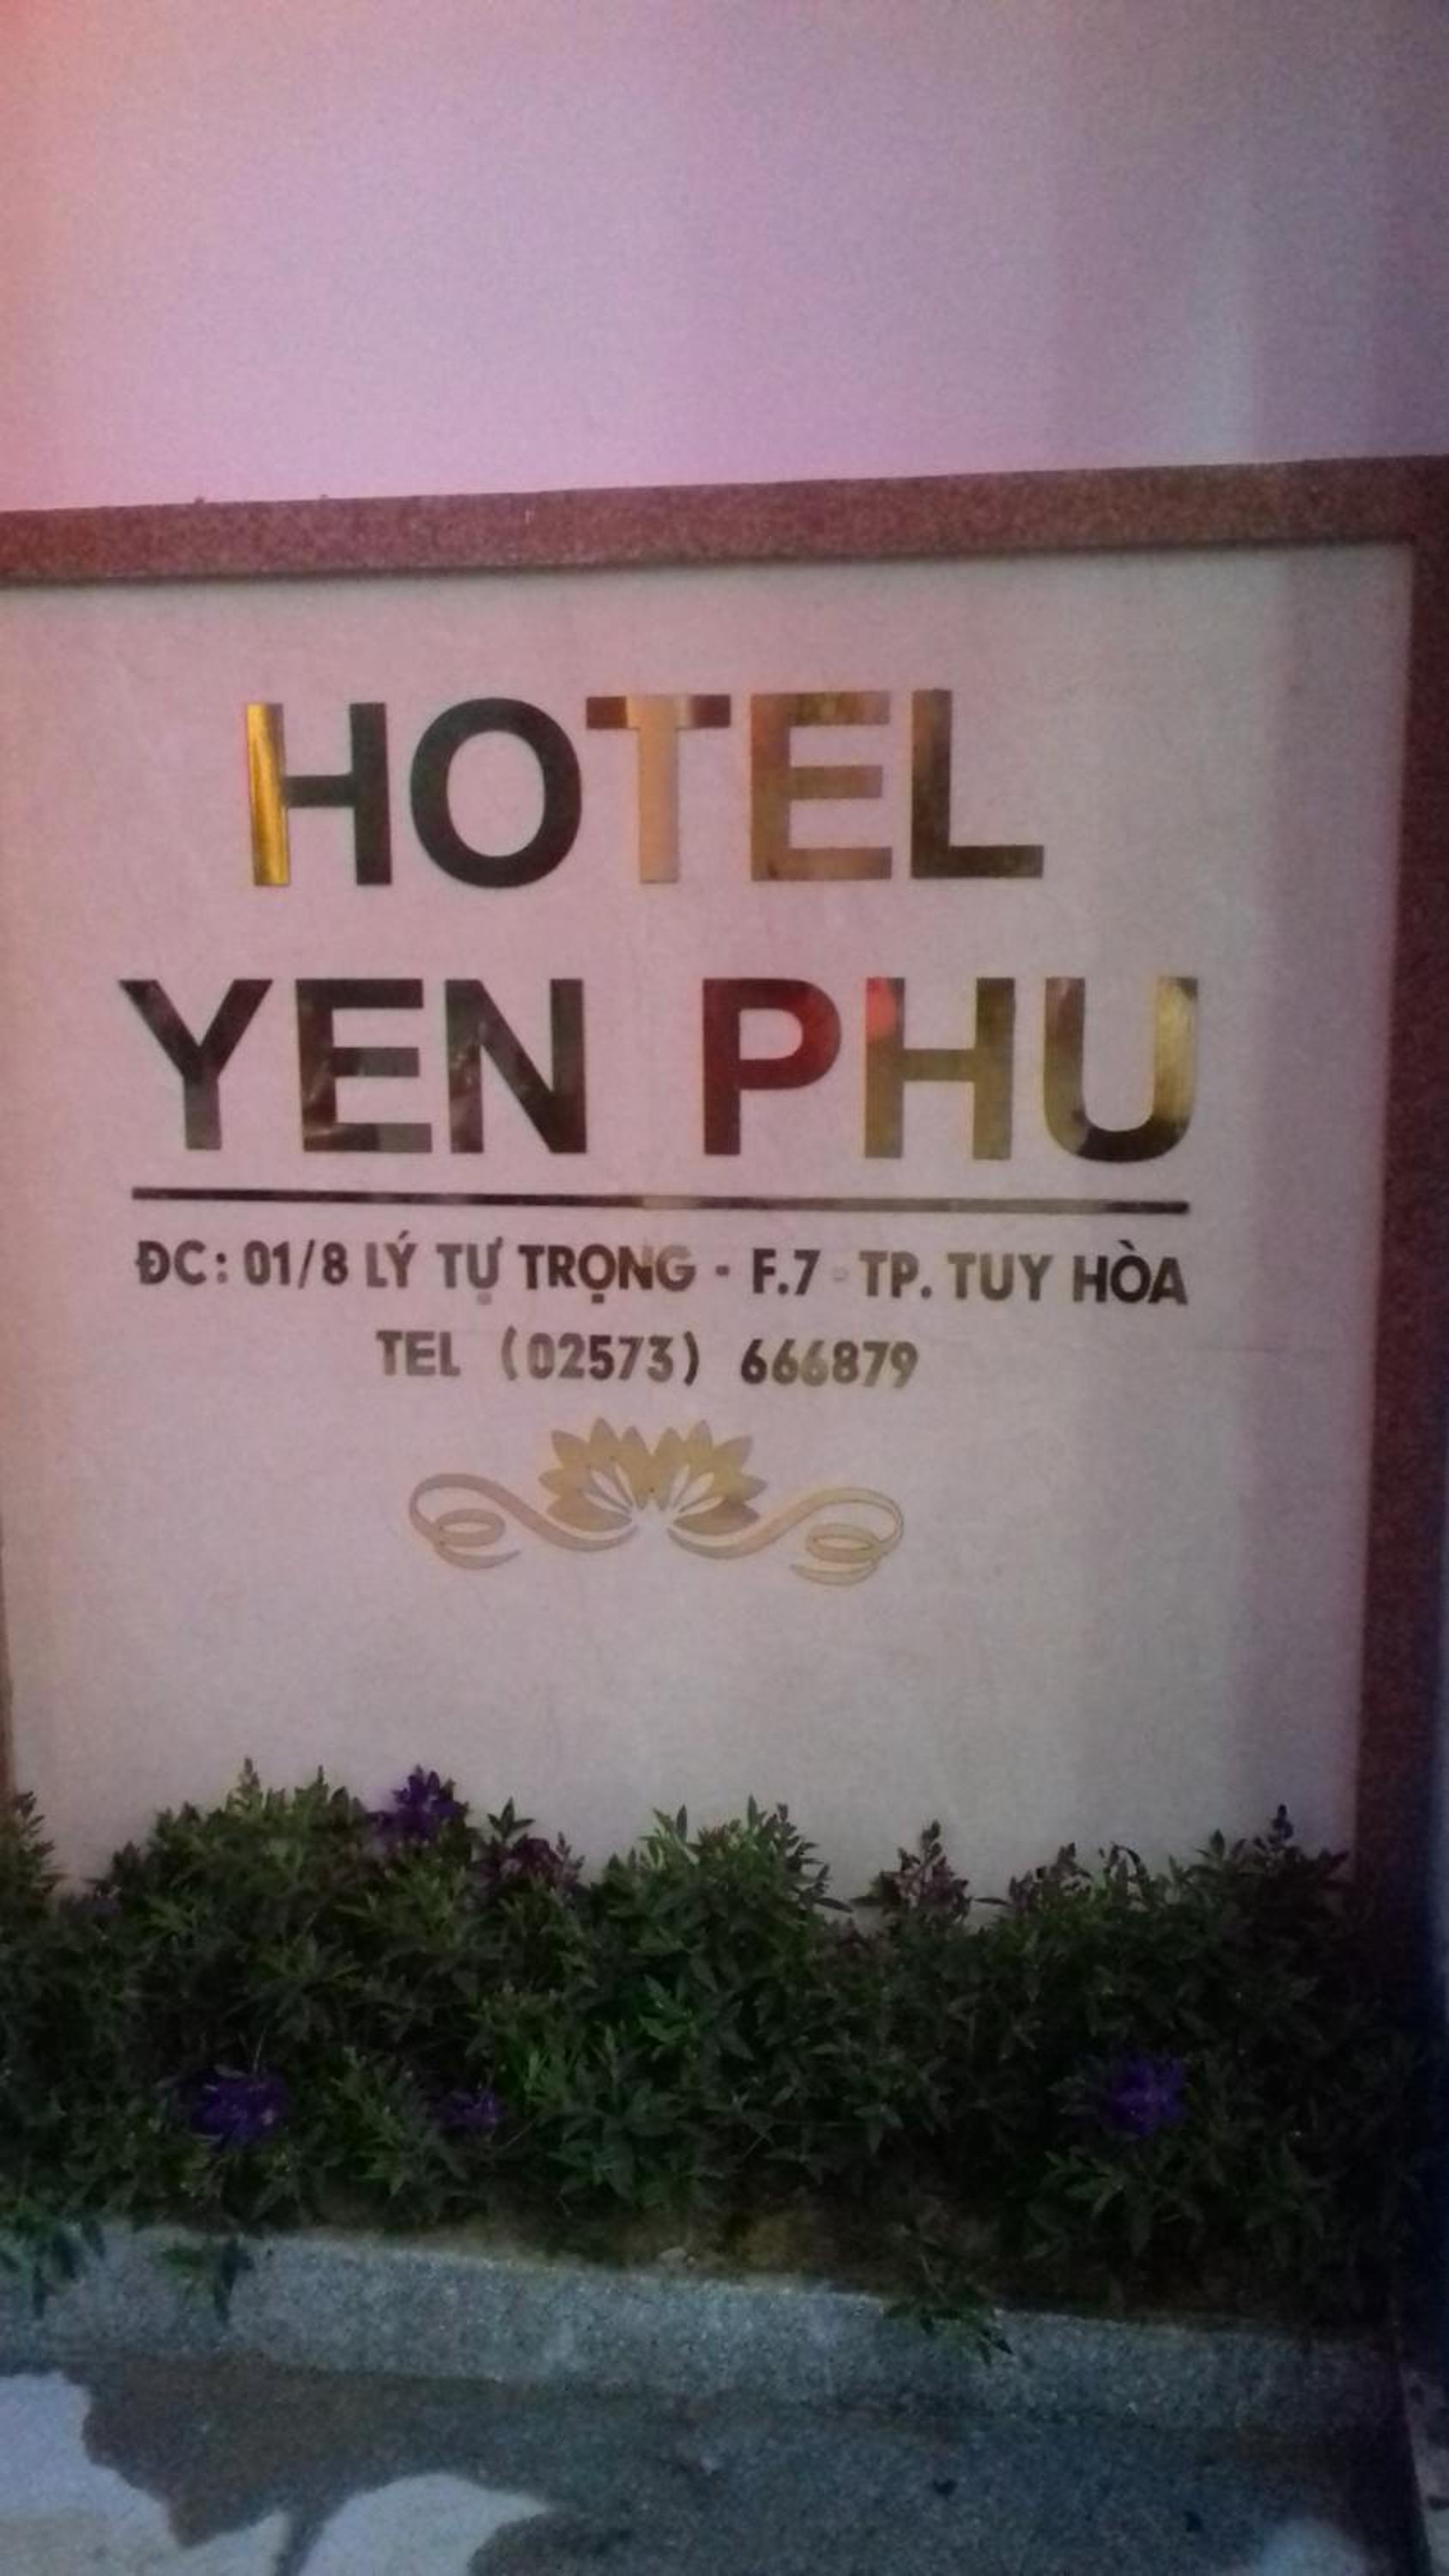 HOTEL
YEN PHU
ĐC: 01/8 LÝ TỰ TRỌNG - F.7 - TP. TUY HÒA
TEL (02573) 666879